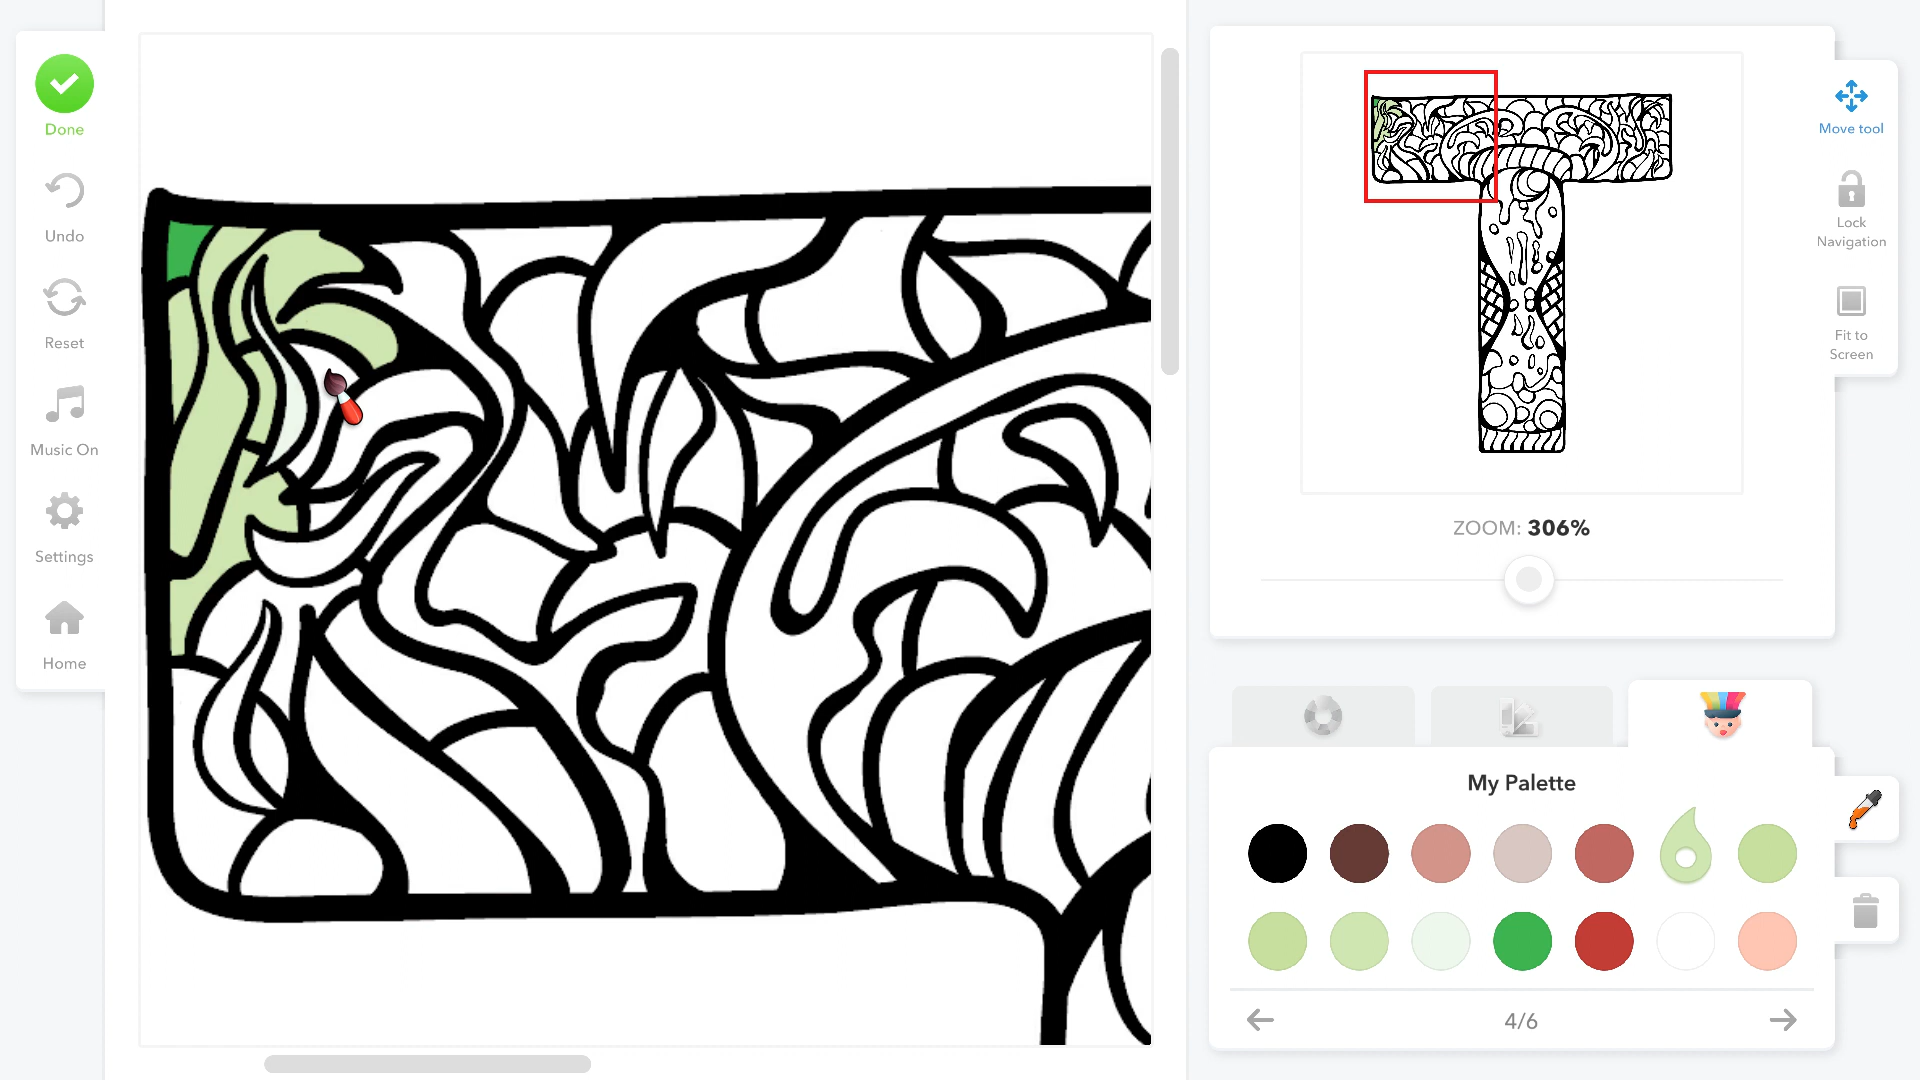 Done
Undo
Reset
Music On
Settings
Home
Move tool
Lock
Navigation
Fit to
Screen
ZOOM: 306%
My Palette
4/6